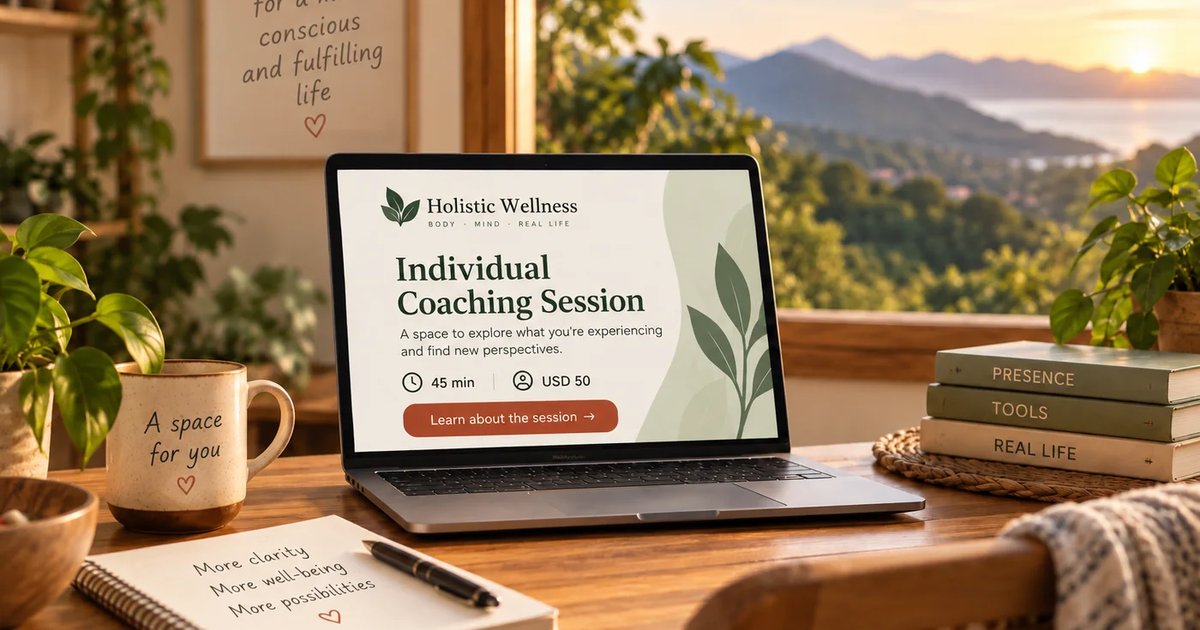 for a m
conscious
and fulfilling
life
Holistic Wellness
BODY · MIND · REAL LIFE
Individual
Coaching Session
A space to explore what you're experiencing
and find new perspectives.
45 min
USD 50
Learn about the session →
A space
for you
More clarity
More well-being
More possibilities
PRESENCE
TOOLS
REAL LIFE